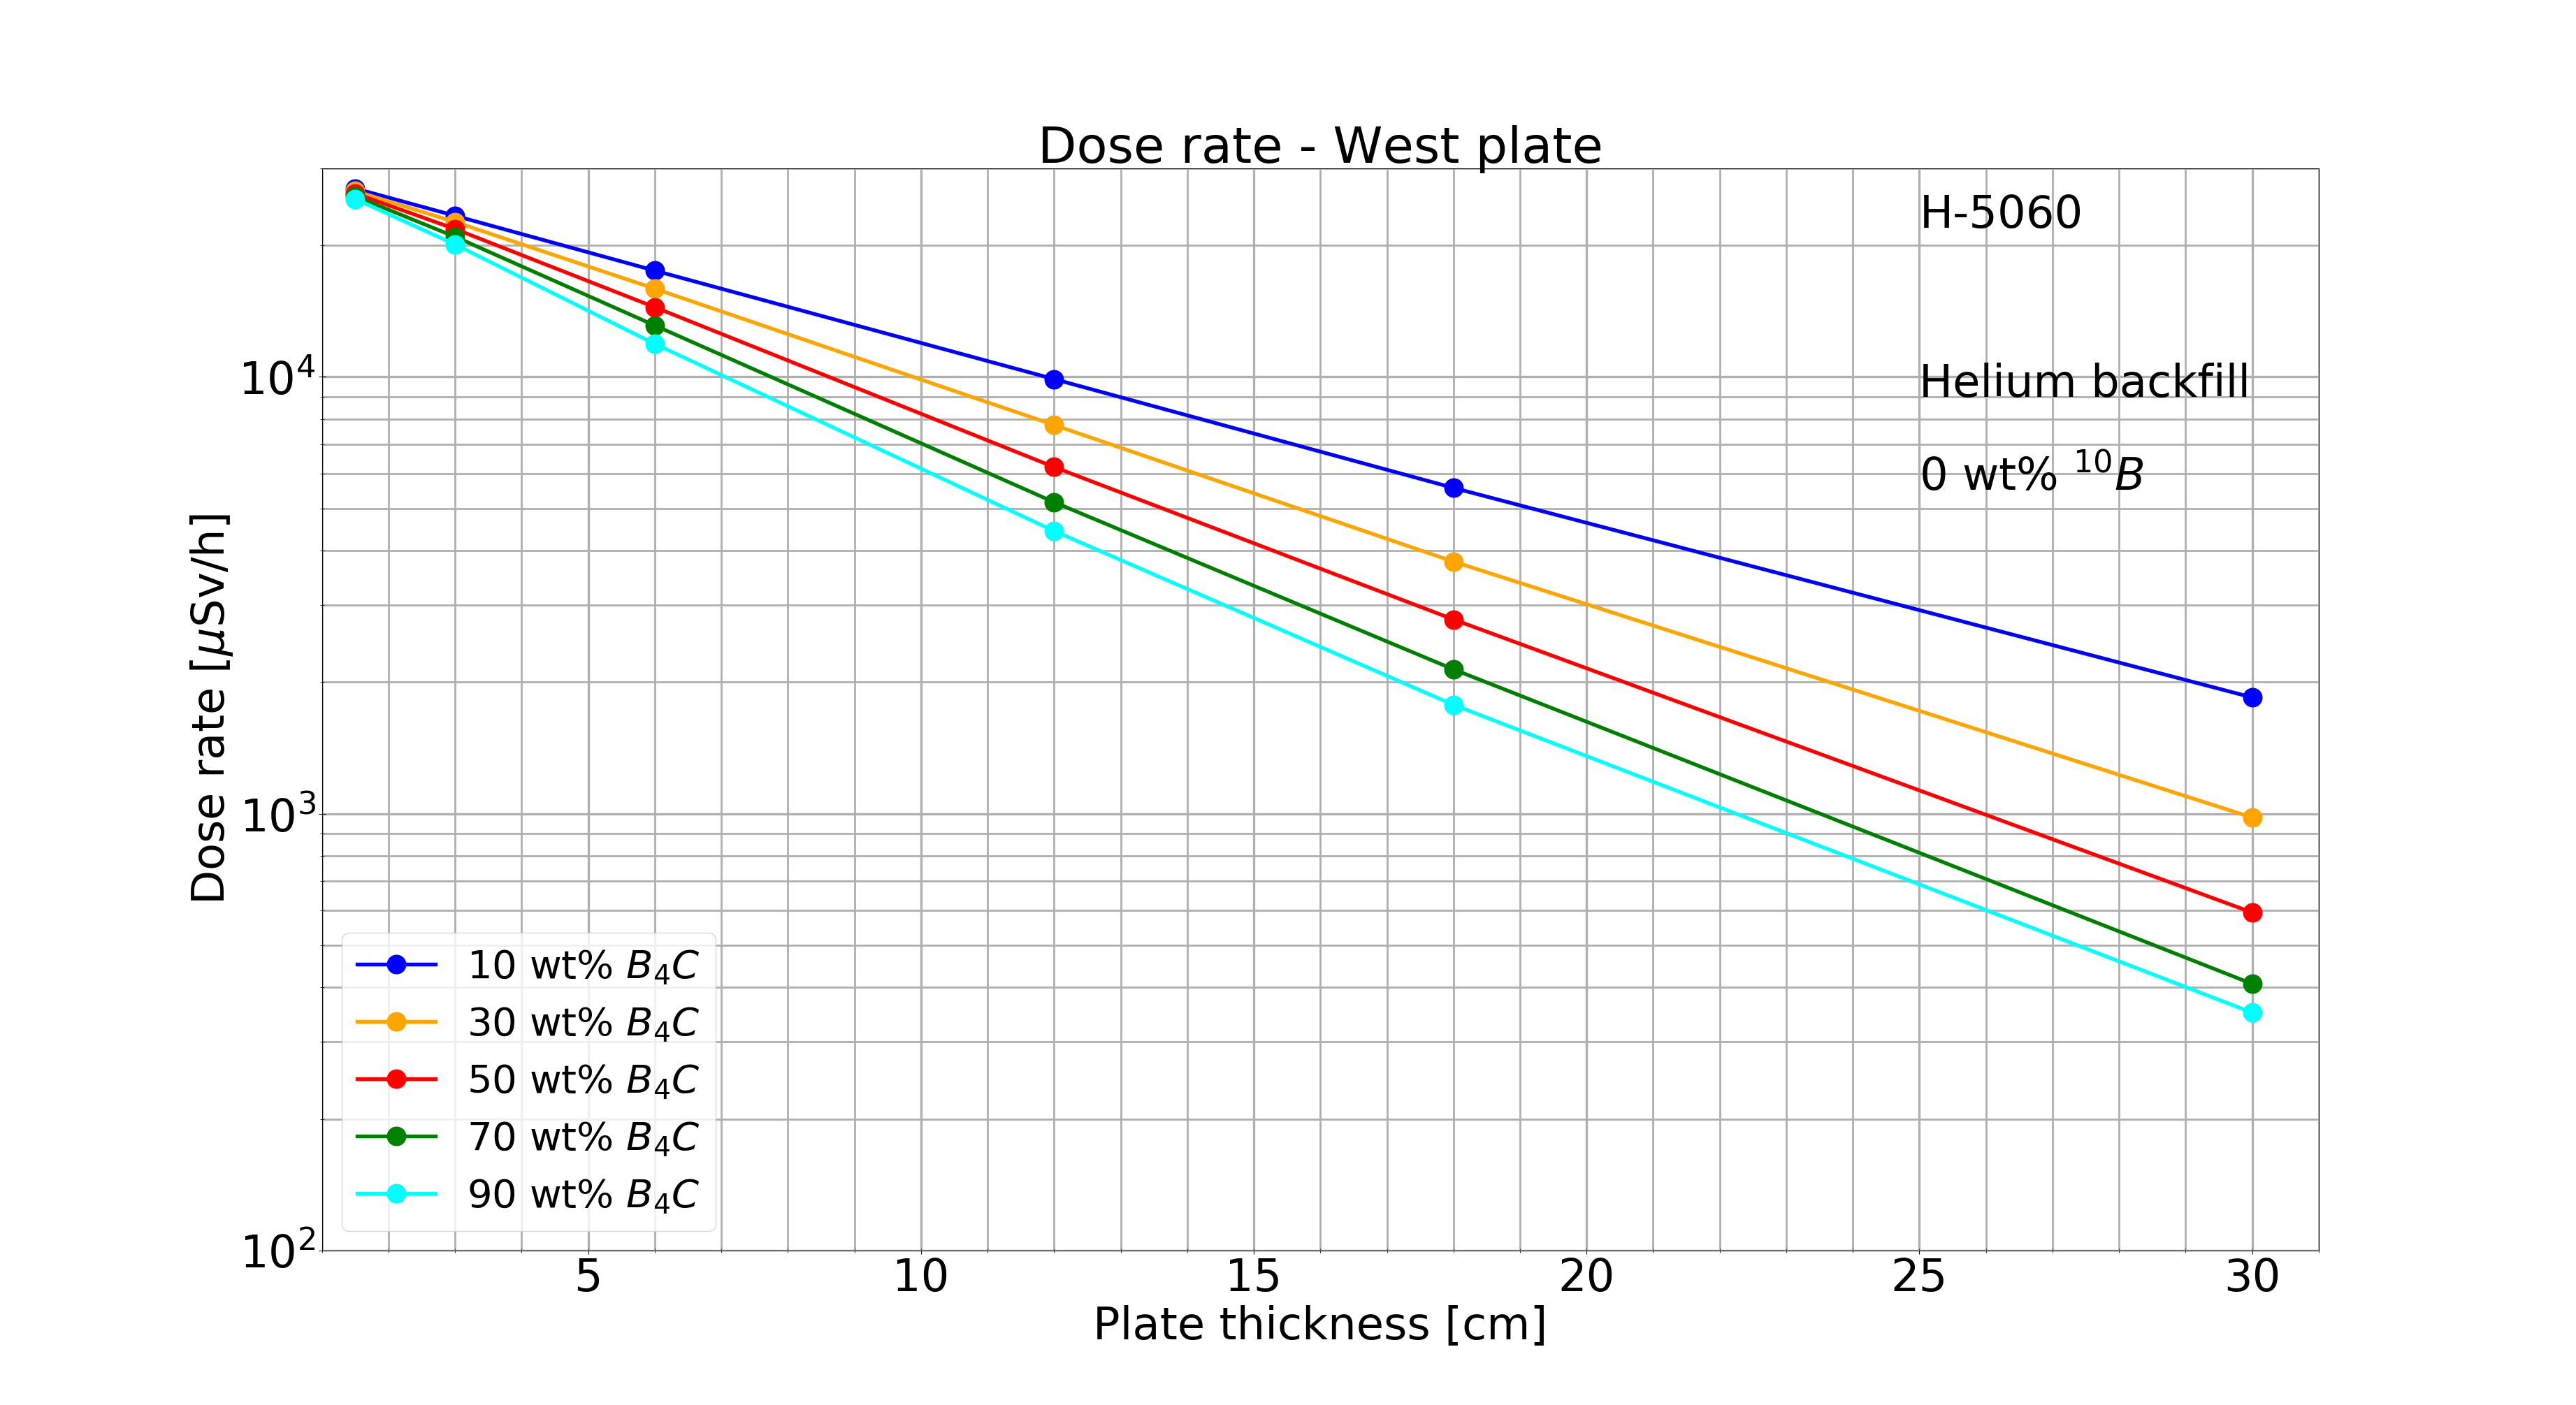 Dose rate - West plate
H-5060
Helium backfill
0 wt% ¹⁰B
Dose rate [μSv/h]
10⁴
10³
10²
10 wt% B₄C
30 wt% B₄C
50 wt% B₄C
70 wt% B₄C
90 wt% B₄C
5 10 15 20 25 30
Plate thickness [cm]